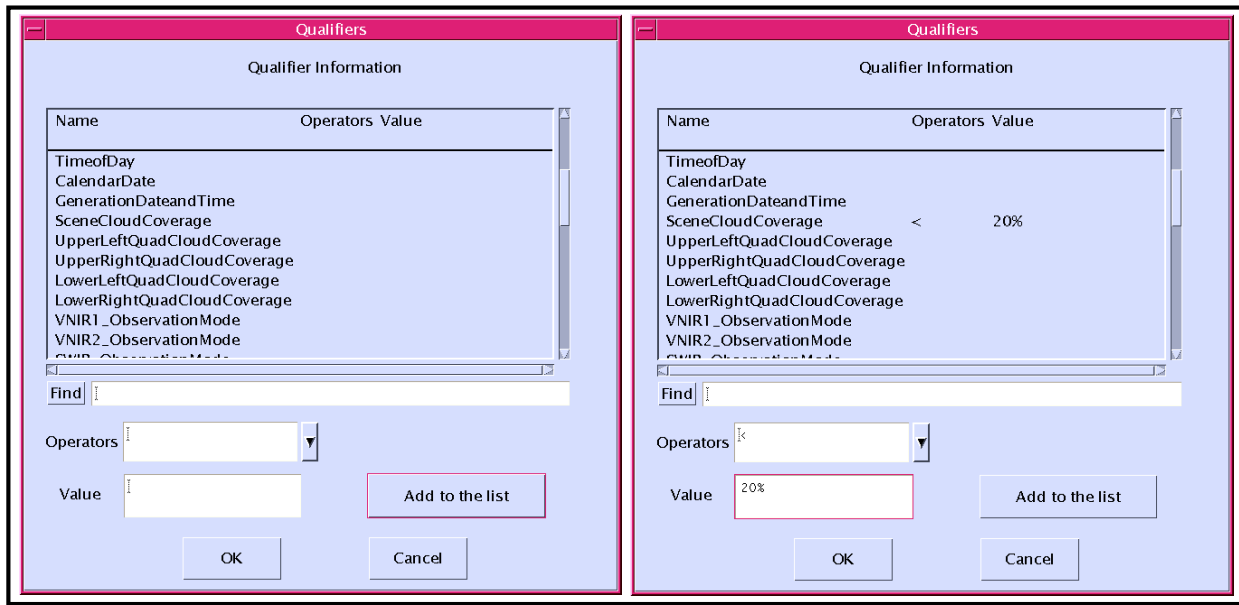 Qualifiers
Qualifier Information
Name Operators Value
TimeofDay
CalendarDate
GenerationDateandTime
SceneCloudCoverage
UpperLeftQuadCloudCoverage
UpperRightQuadCloudCoverage
LowerLeftQuadCloudCoverage
LowerRightQuadCloudCoverage
VNIR1_ObservationMode
VNIR2_ObservationMode
SWIR_ObservationMode
Find
Operators
Value
Add to the list
OK Cancel
Qualifiers
Qualifier Information
Name Operators Value
TimeofDay
CalendarDate
GenerationDateandTime
SceneCloudCoverage < 20%
UpperLeftQuadCloudCoverage
UpperRightQuadCloudCoverage
LowerLeftQuadCloudCoverage
LowerRightQuadCloudCoverage
VNIR1_ObservationMode
VNIR2_ObservationMode
SWIR_ObservationMode
Find
Operators <
Value 20%
Add to the list
OK Cancel